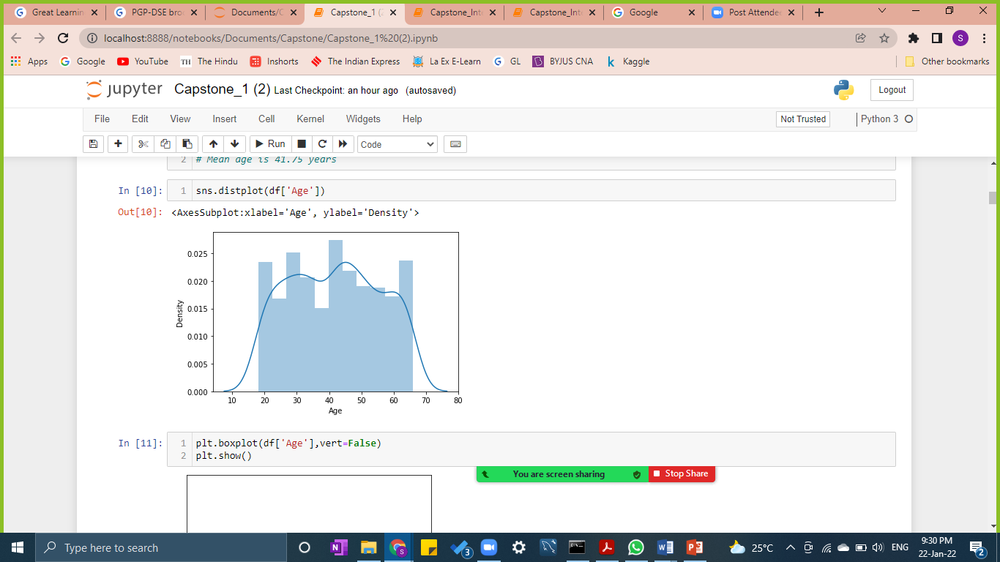 Great Learnin
PGP-DSE bro
Documents/C
Capstone_1 (
Capstone_Int
Capstone_Int
Google
Post Attende
localhost:8888/notebooks/Documents/Capstone/Capstone_1%20(2).ipynb
S
Apps
Google
YouTube
TH The Hindu
Inshorts
The Indian Express
La Ex E-Learn
GL
BYJUS CNA
k Kaggle
Other bookmarks
jupyter Capstone_1 (2) Last Checkpoint: an hour ago (autosaved)
Logout
File Edit View Insert Cell Kernel Widgets Help
Not Trusted
Python 3
Run
Code
2 # Mean age is 41.75 years
In [10]: 1 sns.distplot(df['Age'])
Out[10]: <AxesSubplot:xlabel='Age', ylabel='Density'>
0.025
0.020
0.015
0.010
0.005
0.000
Density
10 20 30 40 50 60 70 80
Age
In [11]: 1 plt.boxplot(df['Age'],vert=False)
2 plt.show()
You are screen sharing
Stop Share
Type here to search
3
25°C
ENG
9:30 PM
22-Jan-22
2